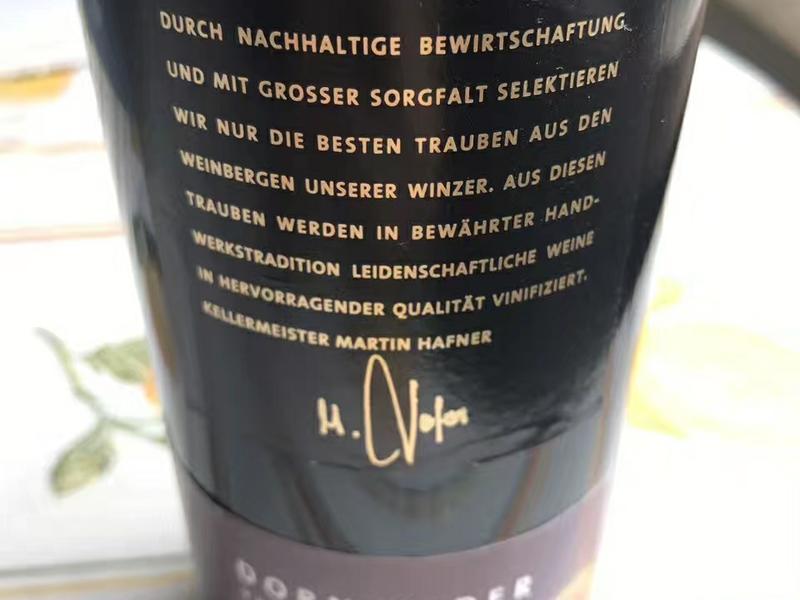 DURCH NACHHALTIGE BEWIRTSCHAFTUNG
UND MIT GROSSER SORGFALT SELEKTIEREN
WIR NUR DIE BESTEN TRAUBEN AUS DEN
WEINBERGEN UNSERER WINZER. AUS DIESEN
TRAUBEN WERDEN IN BEWÄHRTER HAND-
WERKSTRADITION LEIDENSCHAFTLICHE WEINE
IN HERVORRAGENDER QUALITÄT VINIFIZIERT.
KELLERMEISTER MARTIN HAFNER